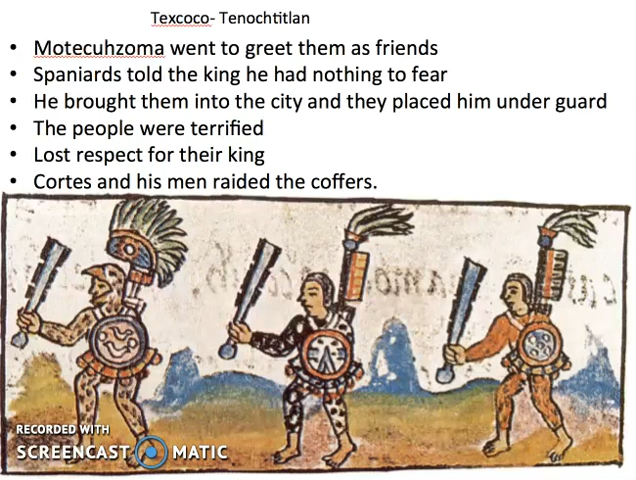 Texcoco- Tenochtitlan
• Motecuhzoma went to greet them as friends
• Spaniards told the king he had nothing to fear
• He brought them into the city and they placed him under guard
• The people were terrified
• Lost respect for their king
• Cortes and his men raided the coffers.
RECORDED WITH
SCREENCAST MATIC